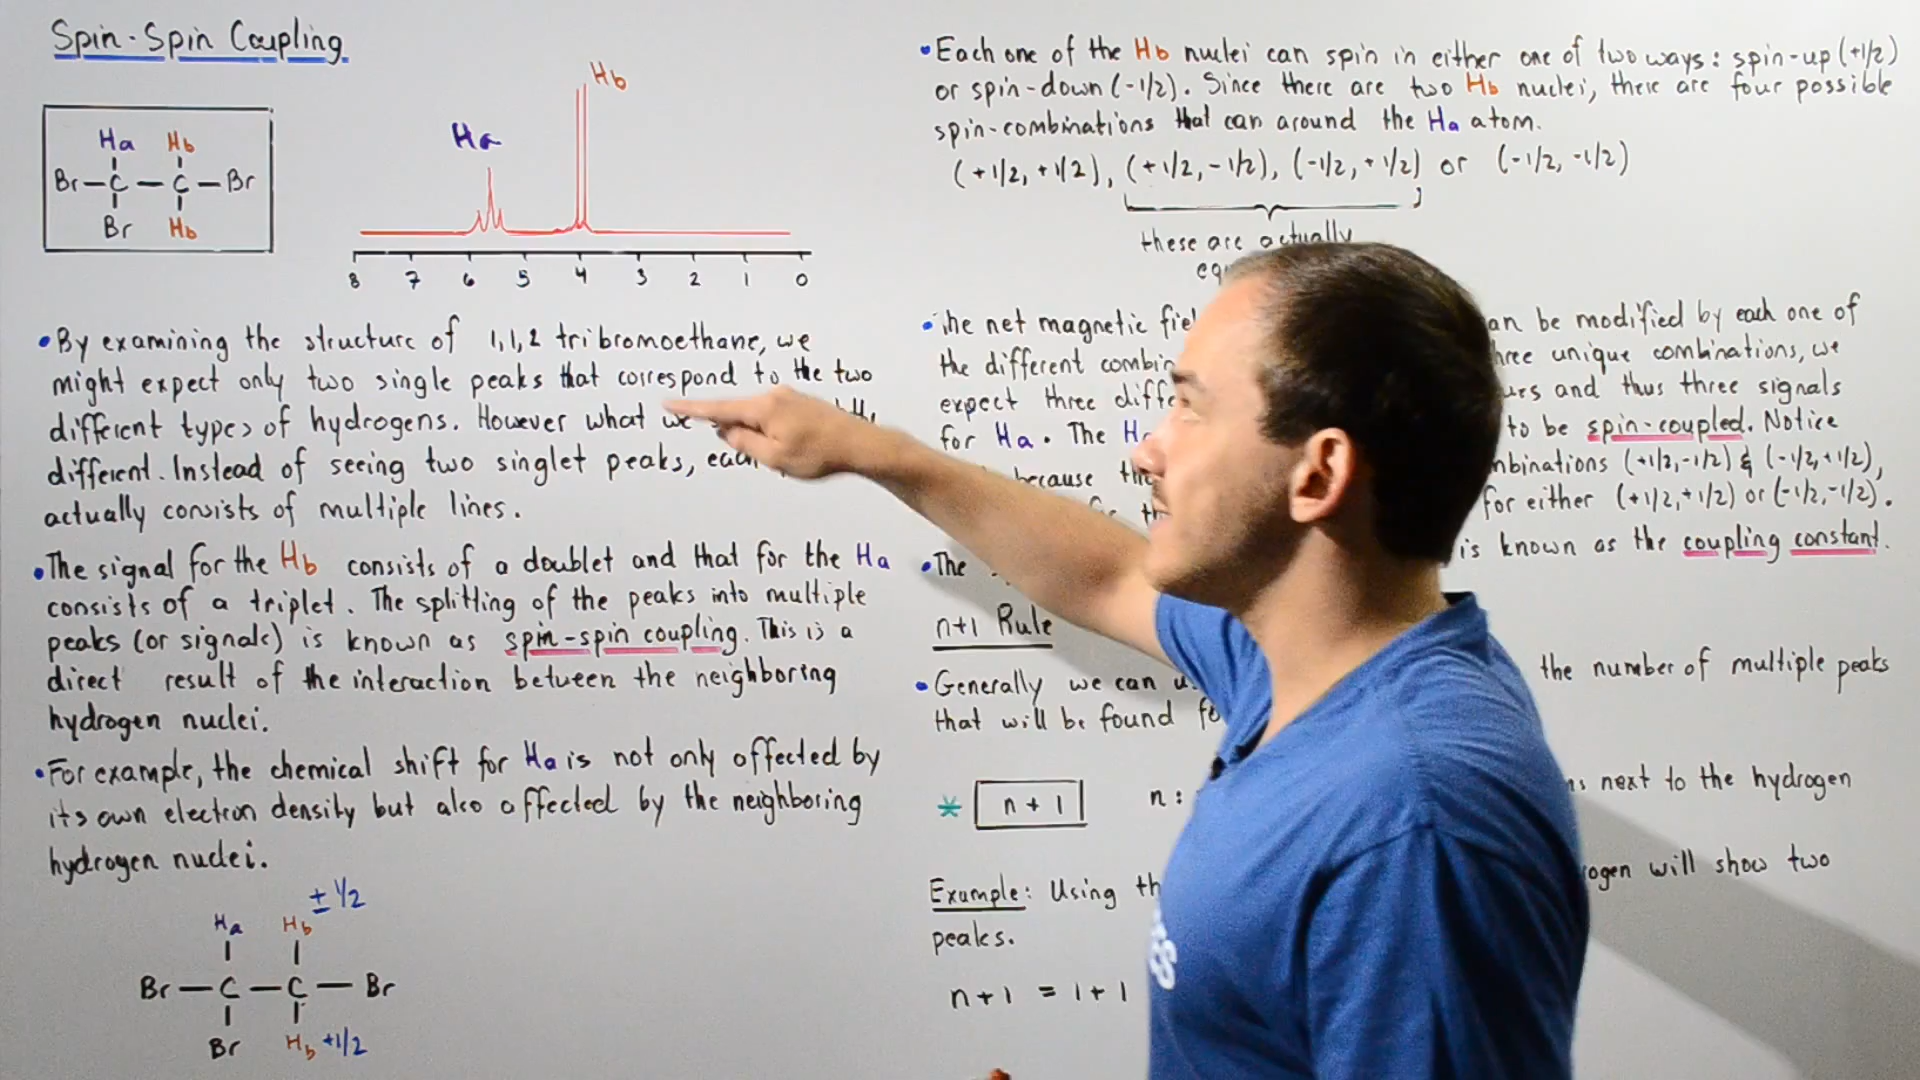 Spin-Spin Coupling
Ha Hb
Br-C-C-Br
Br Hb
Ha
Hb
8 7 6 5 4 3 2 1 0
•By examining the structure of 1,1,2 tribromoethane, we
might expect only two single peaks that correspond to the two
different types of hydrogens. However what we
different. Instead of seeing two singlet peaks,
actually consists of multiple lines.
•The signal for the Hb consists of a doublet and that for the Ha
consists of a triplet. The splitting of the peaks into multiple
peaks (or signals) is known as spin-spin coupling. This is a
direct result of the interaction between the neighboring
hydrogen nuclei.
•For example, the chemical shift for Ha is not only affected by
its own electron density but also affected by the neighboring
hydrogen nuclei.
± 1/2
Ha Hb
Br-C-C-Br
Br Hb +1/2
•Each one of the Hb nuclei can spin in either one of two ways: spin-up (+1/2)
or spin-down (-1/2). Since there are two Hb nuclei, there are four possible
spin-combinations that can around the Ha atom.
(+1/2, +1/2), (+1/2, -1/2), (-1/2, +1/2) or (-1/2, -1/2)
these are actually
•The net magnetic can be modified by each one of
the different unique combinations, we
expect three and thus three signals
for Ha. The to be spin-coupled. Notice
because (+1/2,-1/2) & (-1/2,+1/2),
for either (+1/2,+1/2) or (-1/2,-1/2).
•The is known as the coupling constant.
n+1 Rule
•Generally we can the number of multiple peaks
that will be found
* n + 1 n: next to the hydrogen
Example: Using will show two
peaks.
n+1 = 1+1